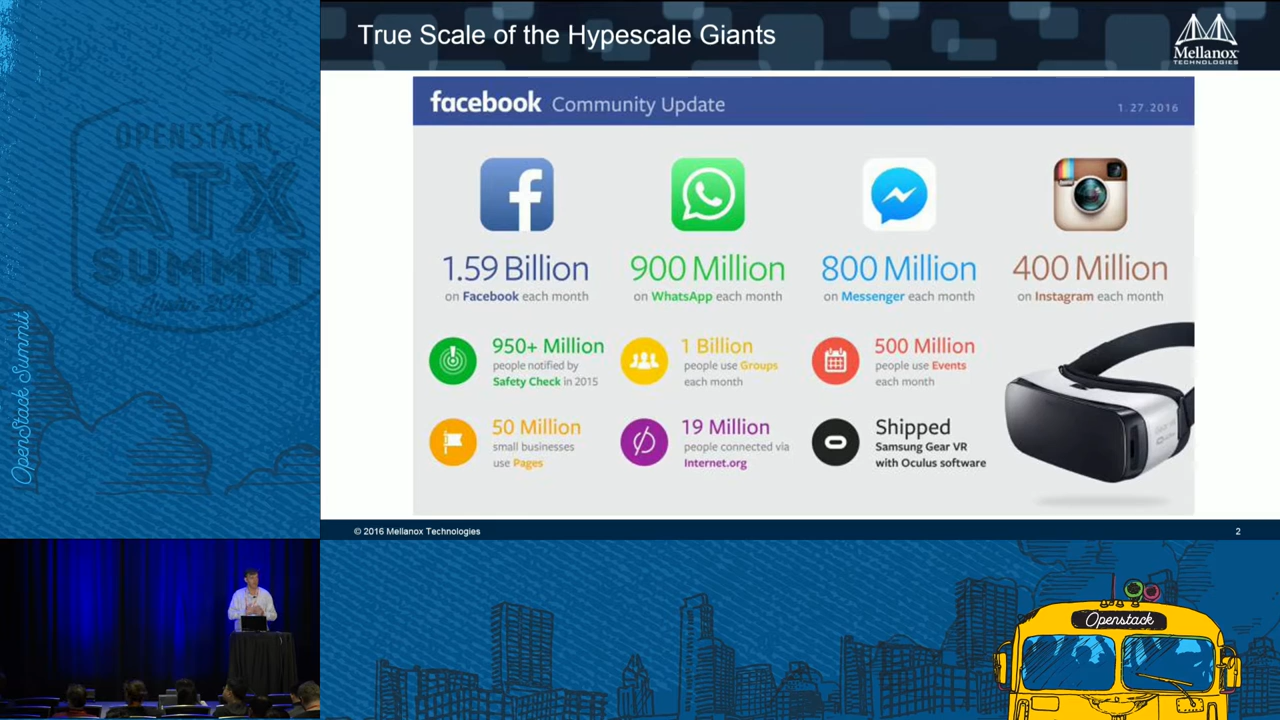 True Scale of the Hypescale Giants
Mellanox
TECHNOLOGIES
facebook Community Update
1.27.2016
1.59 Billion
on Facebook each month
900 Million
on WhatsApp each month
800 Million
on Messenger each month
400 Million
on Instagram each month
950+ Million
people notified by
Safety Check in 2015
1 Billion
people use Groups
each month
500 Million
people use Events
each month
50 Million
small businesses
use Pages
19 Million
people connected via
Internet.org
Shipped
Samsung Gear VR
with Oculus software
© 2016 Mellanox Technologies
2
OPENSTACK
ATX
SUMMIT
OpenStack Summit
Openstack